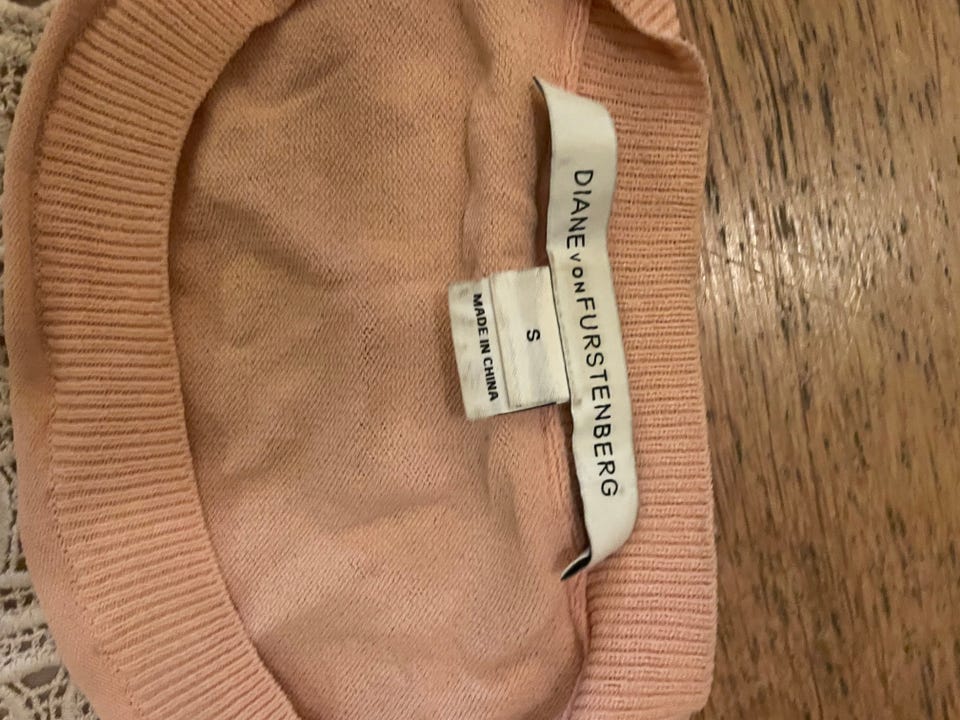 DIANE VON FURSTENBERG
S
MADE IN CHINA